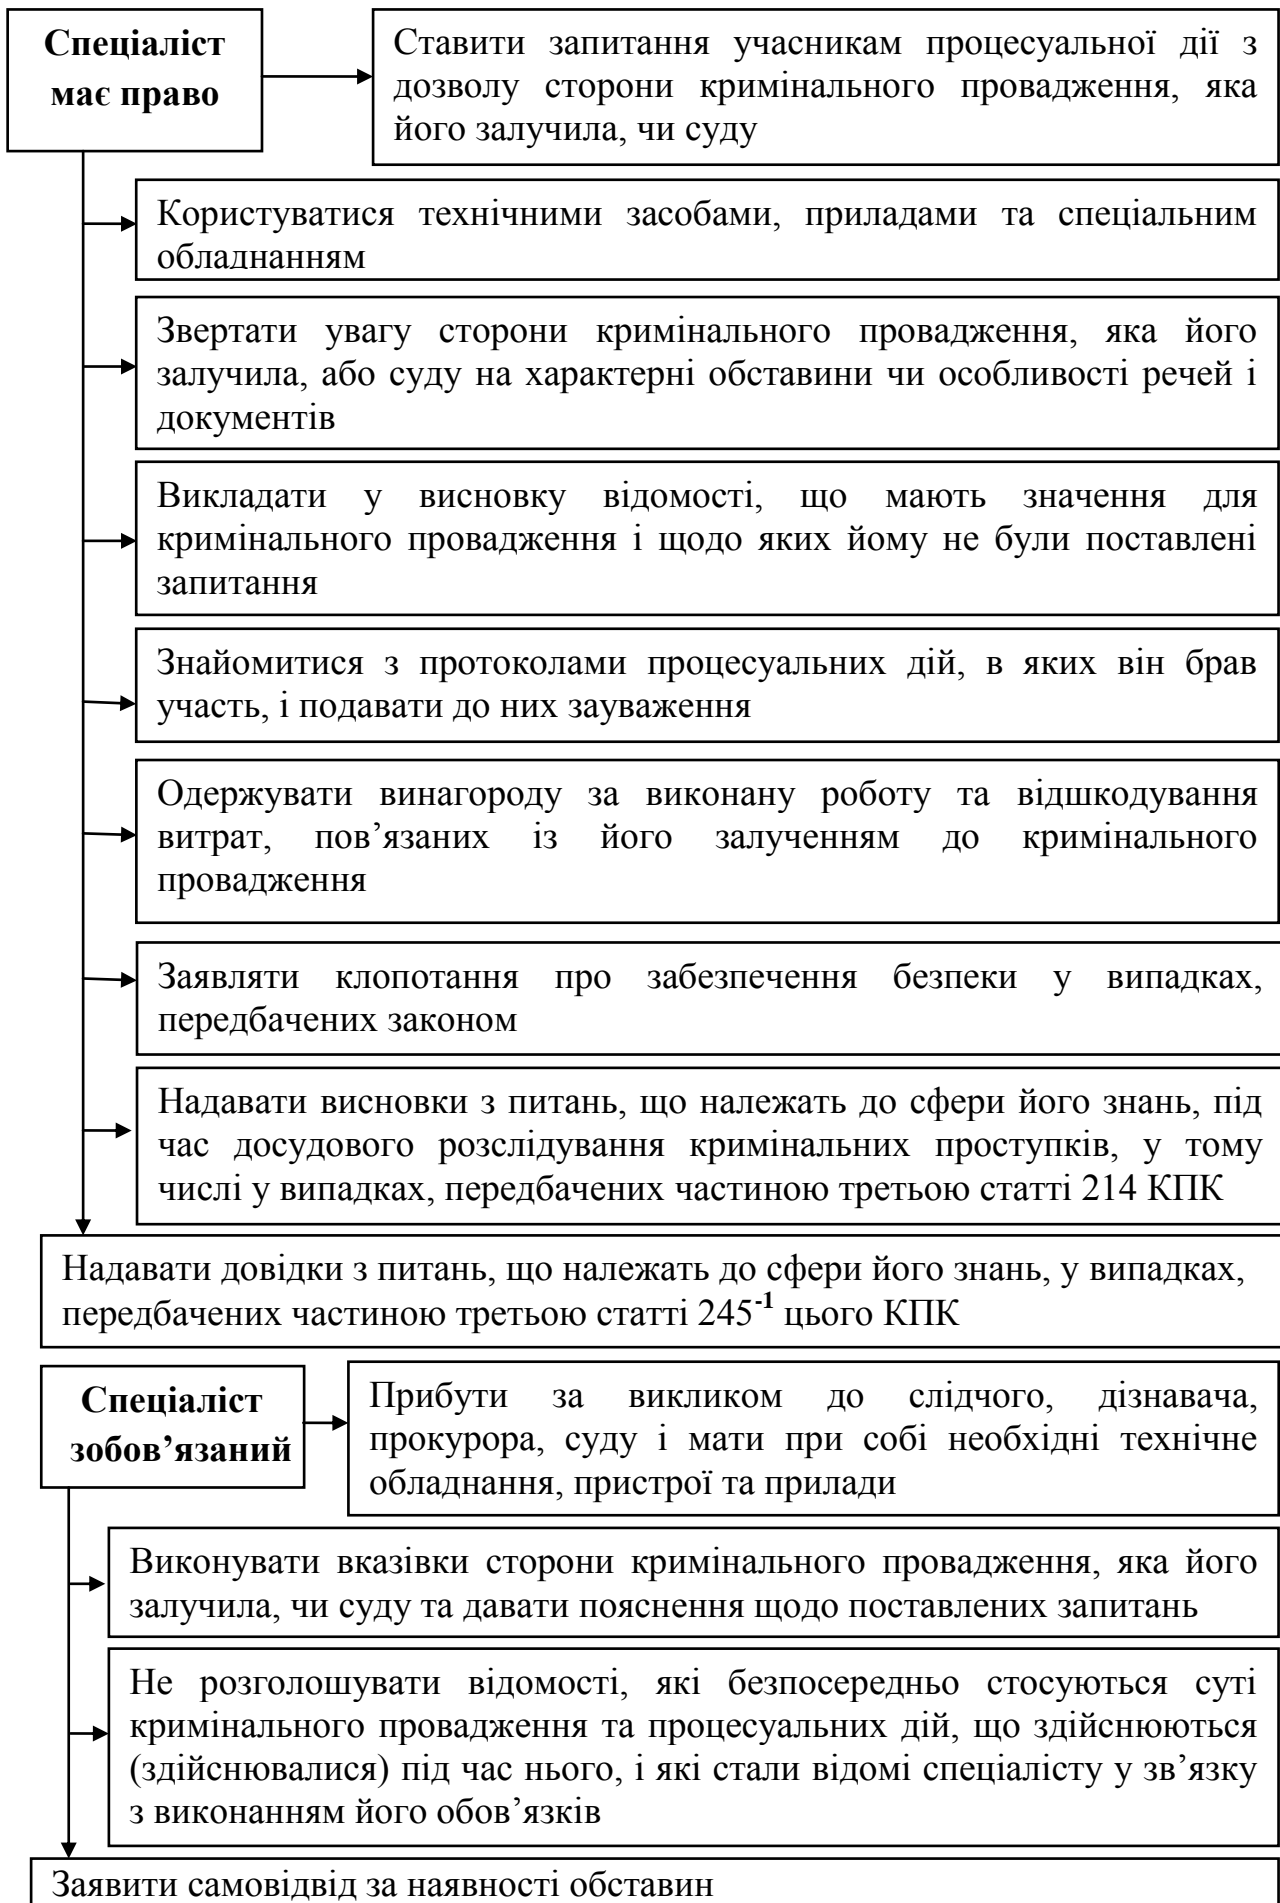 Спеціаліст
має право
Ставити запитання учасникам процесуальної дії з
дозволу сторони кримінального провадження, яка
його залучила, чи суду
Користуватися технічними засобами, приладами та спеціальним
обладнанням
Звертати увагу сторони кримінального провадження, яка його
залучила, або суду на характерні обставини чи особливості речей і
документів
Викладати у висновку відомості, що мають значення для
кримінального провадження і щодо яких йому не були поставлені
запитання
Знайомитися з протоколами процесуальних дій, в яких він брав
участь, і подавати до них зауваження
Одержувати винагороду за виконану роботу та відшкодування
витрат, пов’язаних із його залученням до кримінального
провадження
Заявляти клопотання про забезпечення безпеки у випадках,
передбачених законом
Надавати висновки з питань, що належать до сфери його знань, під
час досудового розслідування кримінальних проступків, у тому
числі у випадках, передбачених частиною третьою статті 214 КПК
Надавати довідки з питань, що належать до сфери його знань, у випадках,
передбачених частиною третьою статті 245⁻¹ цього КПК
Спеціаліст
зобов’язаний
Прибути за викликом до слідчого, дізнавача,
прокурора, суду і мати при собі необхідні технічне
обладнання, пристрої та прилади
Виконувати вказівки сторони кримінального провадження, яка його
залучила, чи суду та давати пояснення щодо поставлених запитань
Не розголошувати відомості, які безпосередньо стосуються суті
кримінального провадження та процесуальних дій, що здійснюються
(здійснювалися) під час нього, і які стали відомі спеціалісту у зв’язку
з виконанням його обов’язків
Заявити самовідвід за наявності обставин